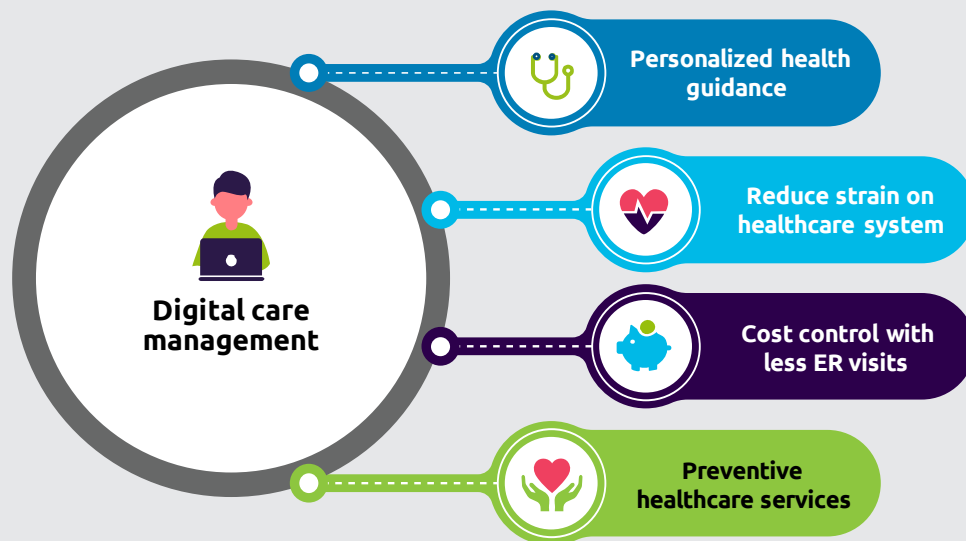 Digital care
management
Personalized health
guidance
Reduce strain on
healthcare system
Cost control with
less ER visits
Preventive
healthcare services